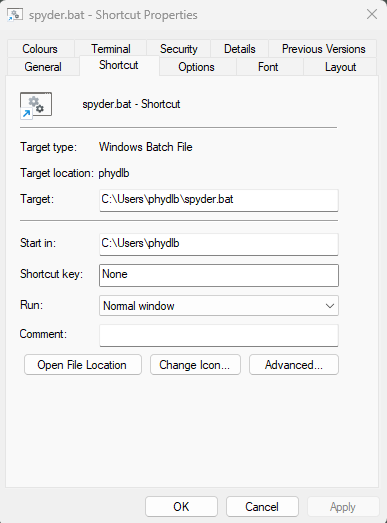 spyder.bat - Shortcut Properties
Colours Terminal Security Details Previous Versions
General Shortcut Options Font Layout
spyder.bat - Shortcut
Target type: Windows Batch File
Target location: phydlb
Target: C:\Users\phydlb\spyder.bat
Start in: C:\Users\phydlb
Shortcut key: None
Run: Normal window
Comment:
Open File Location Change Icon... Advanced...
OK Cancel Apply